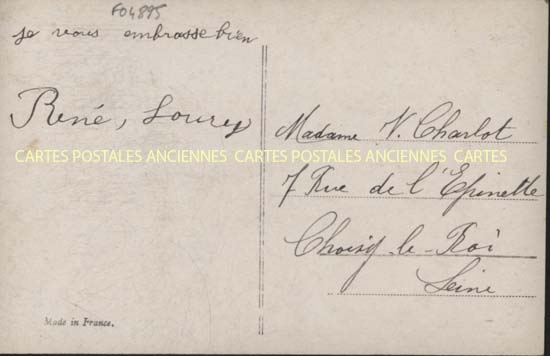 F04895
je vous embrasse bien
René, Lourey
Madame V. Charlot
7 Rue de l'Epinette
Choisy-le-Roi
Seine
CARTES POSTALES ANCIENNES CARTES POSTALES ANCIENNES CARTES
Made in France.